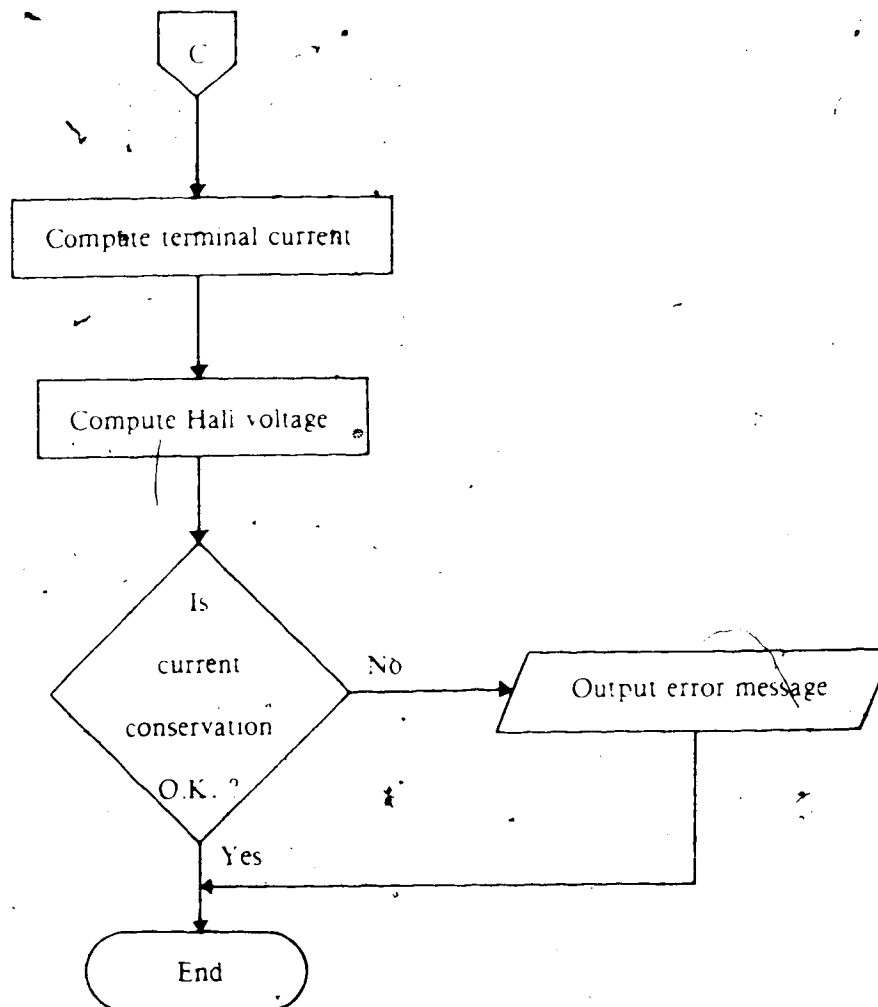 C
Compute terminal current
Compute Hall voltage
Is
current
conservation
O.K. ?
No
Output error message
Yes
End